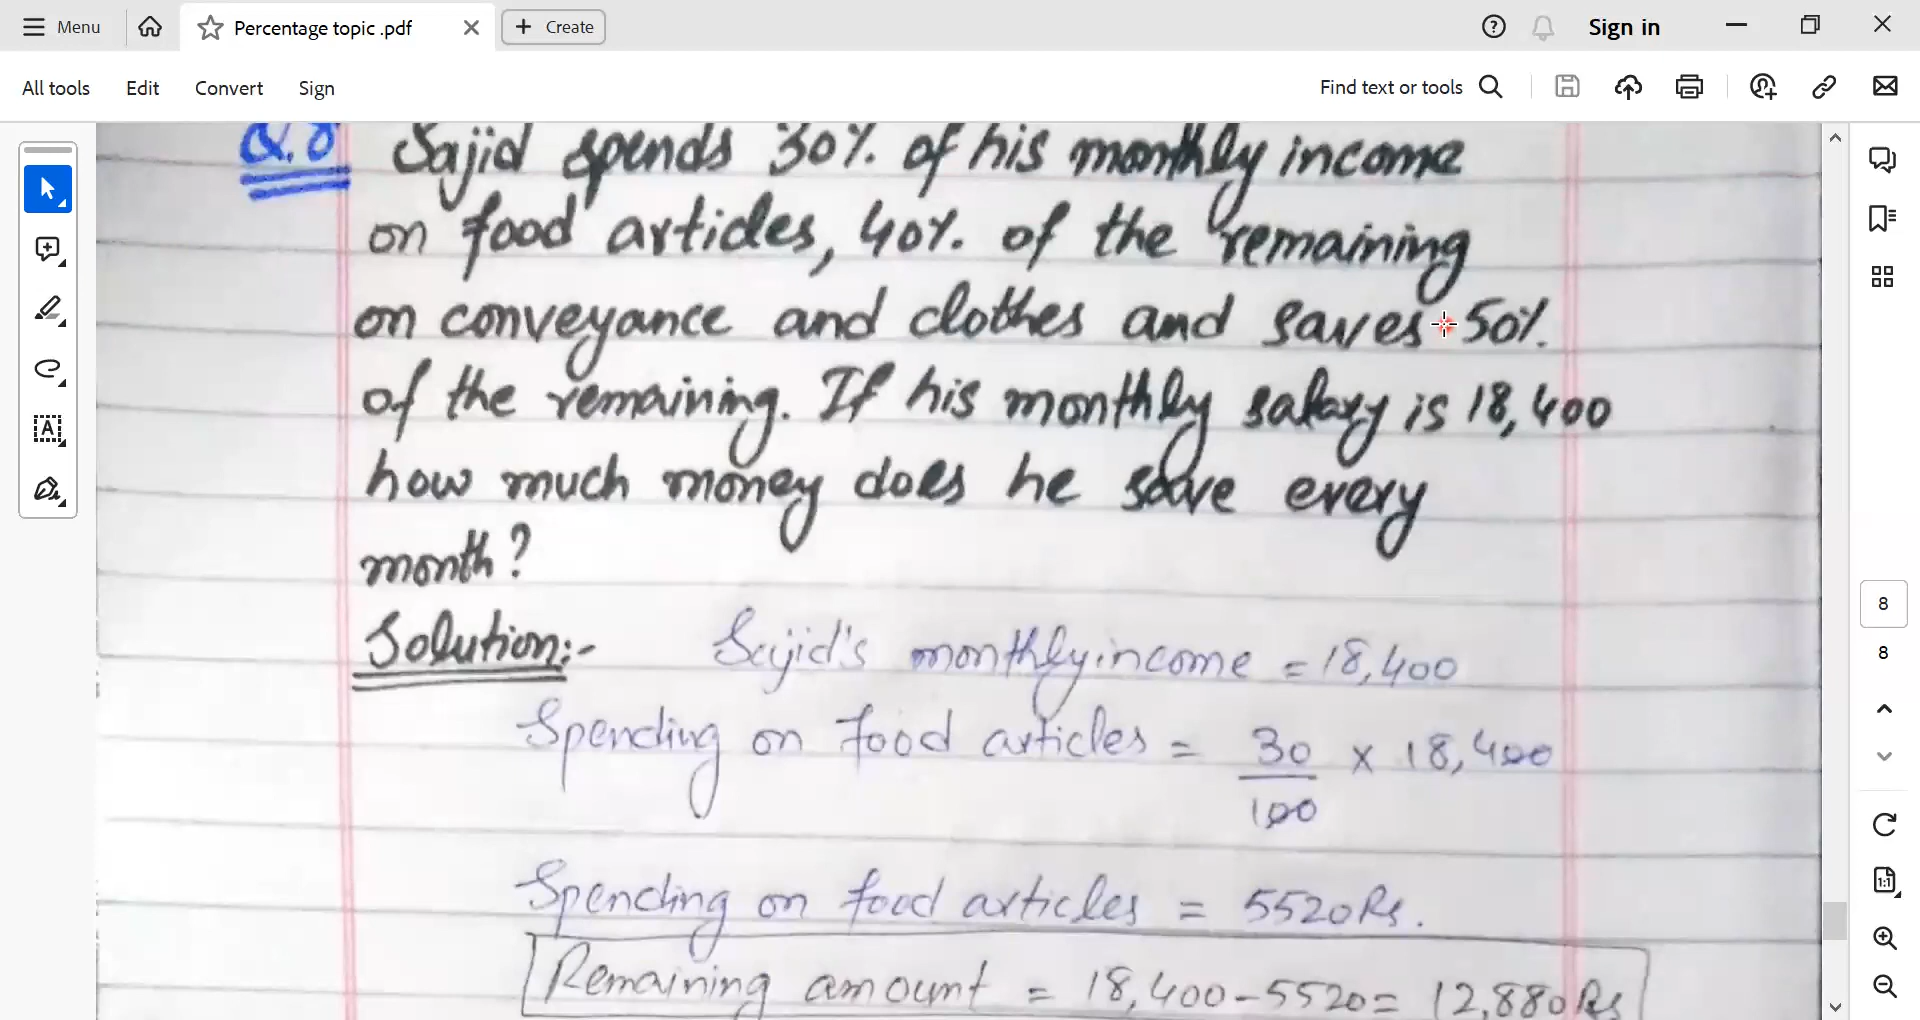 Menu
Percentage topic .pdf
Create
Sign in
All tools
Edit
Convert
Sign
Find text or tools
Q.8 Sajid spends 30% of his monthly income
on food articles, 40% of the remaining
on conveyance and clothes and saves 50%
of the remaining. If his monthly salary is 18,400
how much money does he save every
month?
Solution:- Sajid's monthly income = 18,400
Spending on food articles = 30/100 x 18,400
Spending on food articles = 5520Rs.
Remaining amount = 18,400-5520= 12,880Rs
8
8